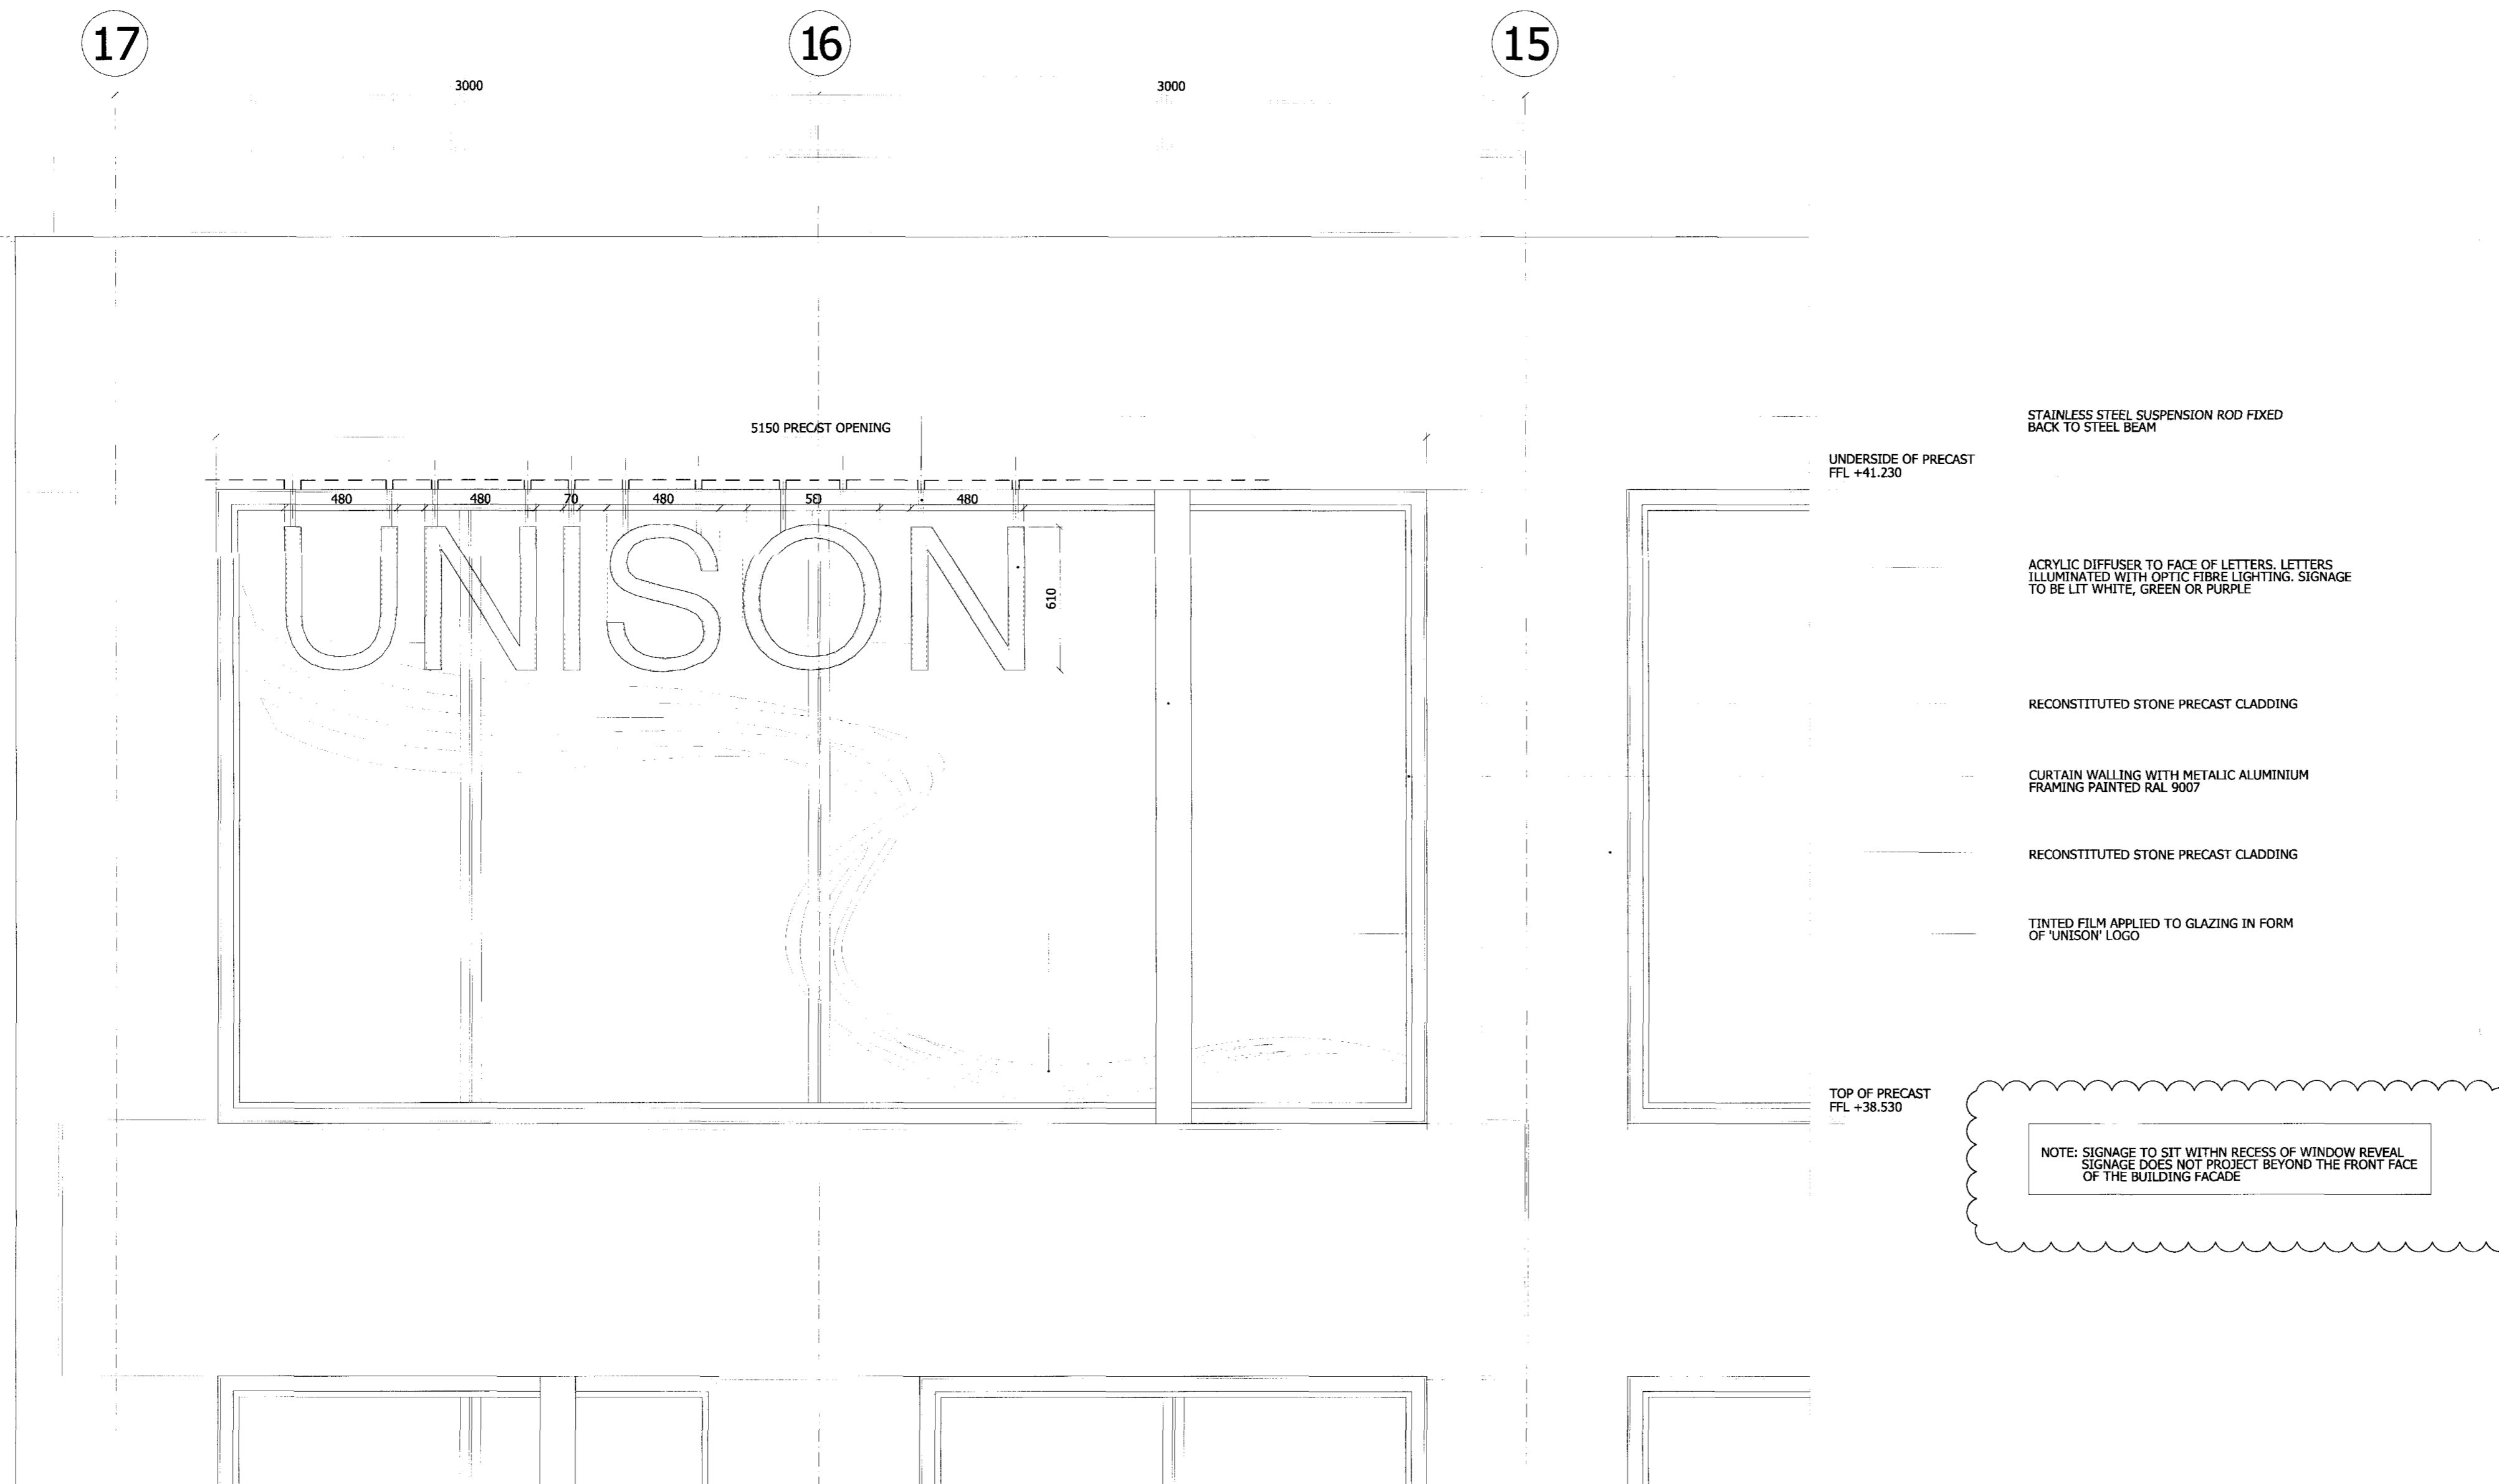 17
16
15
3000
3000
5150 PRECAST OPENING
480
480
70
480
480
UNISON
610
STAINLESS STEEL SUSPENSION ROD FIXED
BACK TO STEEL BEAM
UNDERSIDE OF PRECAST
FFL +41.230
ACRYLIC DIFFUSER TO FACE OF LETTERS. LETTERS
ILLUMINATED WITH OPTIC FIBRE LIGHTING. SIGNAGE
TO BE LIT WHITE, GREEN OR PURPLE
RECONSTITUTED STONE PRECAST CLADDING
CURTAIN WALLING WITH METALIC ALUMINIUM
FRAMING PAINTED RAL 9007
RECONSTITUTED STONE PRECAST CLADDING
TINTED FILM APPLIED TO GLAZING IN FORM
OF 'UNISON' LOGO
TOP OF PRECAST
FFL +38.530
NOTE: SIGNAGE TO SIT WITHN RECESS OF WINDOW REVEAL
SIGNAGE DOES NOT PROJECT BEYOND THE FRONT FACE
OF THE BUILDING FACADE